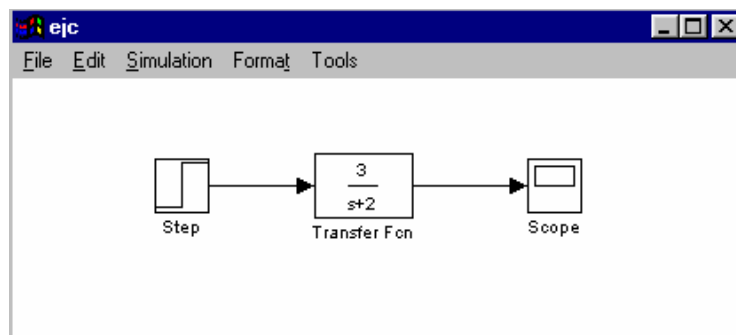 ejc
File Edit Simulation Format Tools
3
s+2
Step
Transfer Fcn
Scope